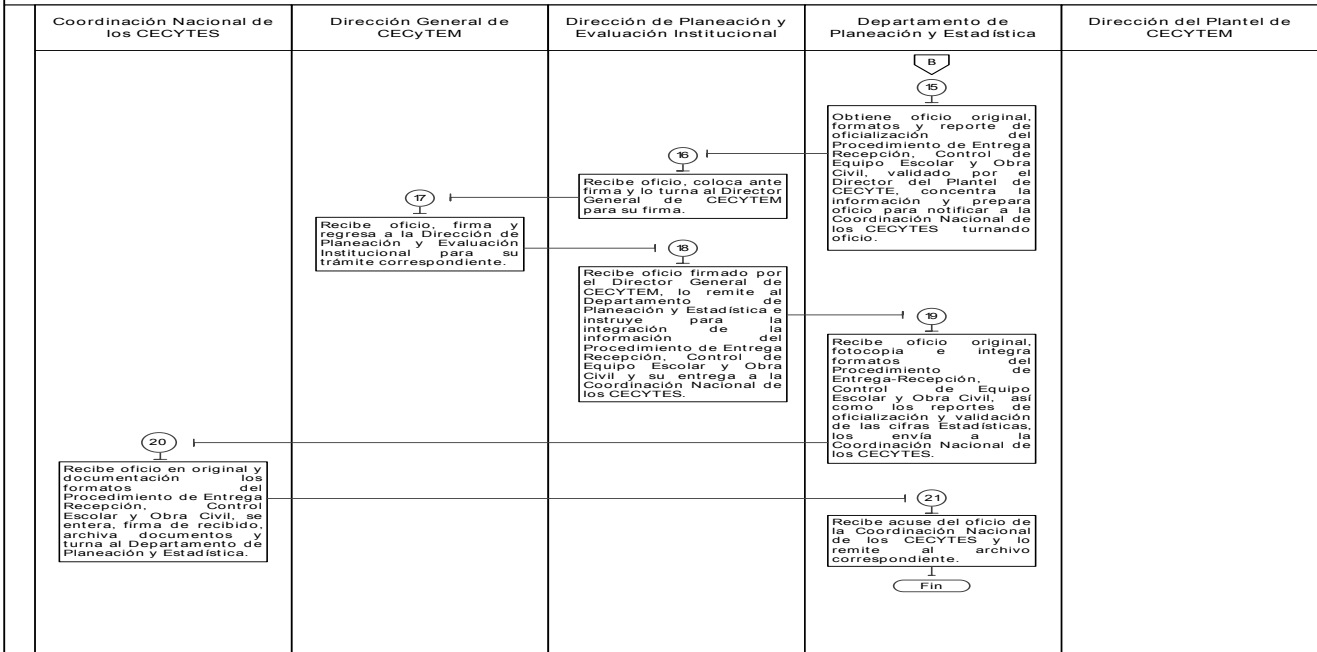 Coordinación Nacional de
los CECYTES
Dirección General de
CECyTEM
Dirección de Planeación y
Evaluación Institucional
Departamento de
Planeación y Estadística
Dirección del Plantel de
CECYTEM
B
15
Obtiene oficio original,
formatos y reporte de
oficialización del
Procedimiento de Entrega
Recepción, Control de
Equipo Escolar y Obra
Civil, validado por el
Director del Plantel de
CECYTE, concentra la
información y prepara
oficio para notificar a la
Coordinación Nacional de
los CECYTES turnando
oficio.
16
Recibe oficio, coloca ante
firma y lo turna al Director
General de CECYTEM
para su firma.
17
Recibe oficio, firma y
regresa a la Dirección de
Planeación y Evaluación
Institucional para su
trámite correspondiente.
18
Recibe oficio firmado por
el Director General de
CECYTEM, lo remite al
Departamento de
Planeación y Estadística e
instruye para la
integración de la
información del
Procedimiento de Entrega
Recepción, Control de
Equipo Escolar y Obra
Civil y su entrega a la
Coordinación Nacional de
los CECYTES.
19
Recibe oficio original,
fotocopia e integra
formatos del
Procedimiento de
Entrega-Recepción,
Control de Equipo
Escolar y Obra Civil, así
como los reportes de
oficialización y validación
de las cifras Estadísticas,
los envía a la
Coordinación Nacional de
los CECYTES.
20
Recibe oficio en original y
documentación los
formatos del
Procedimiento de Entrega
Recepción, Control
Escolar y Obra Civil, se
entera, firma de recibido,
archiva documentos y
turna al Departamento de
Planeación y Estadística.
21
Recibe acuse del oficio de
la Coordinación Nacional
de los CECYTES y lo
remite al archivo
correspondiente.
Fin